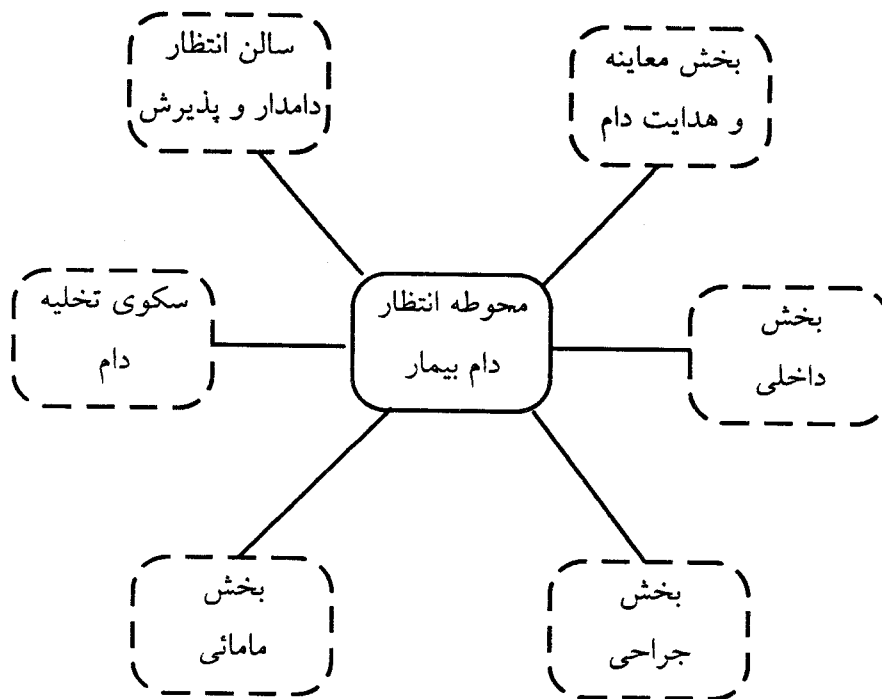 بخش معاینه
و هدایت دام
سالن انتظار
دامدار و پذیرش
محوطه انتظار
دام بیمار
بخش
داخلی
سکوی تخلیه
دام
بخش
جراحی
بخش
مامائی